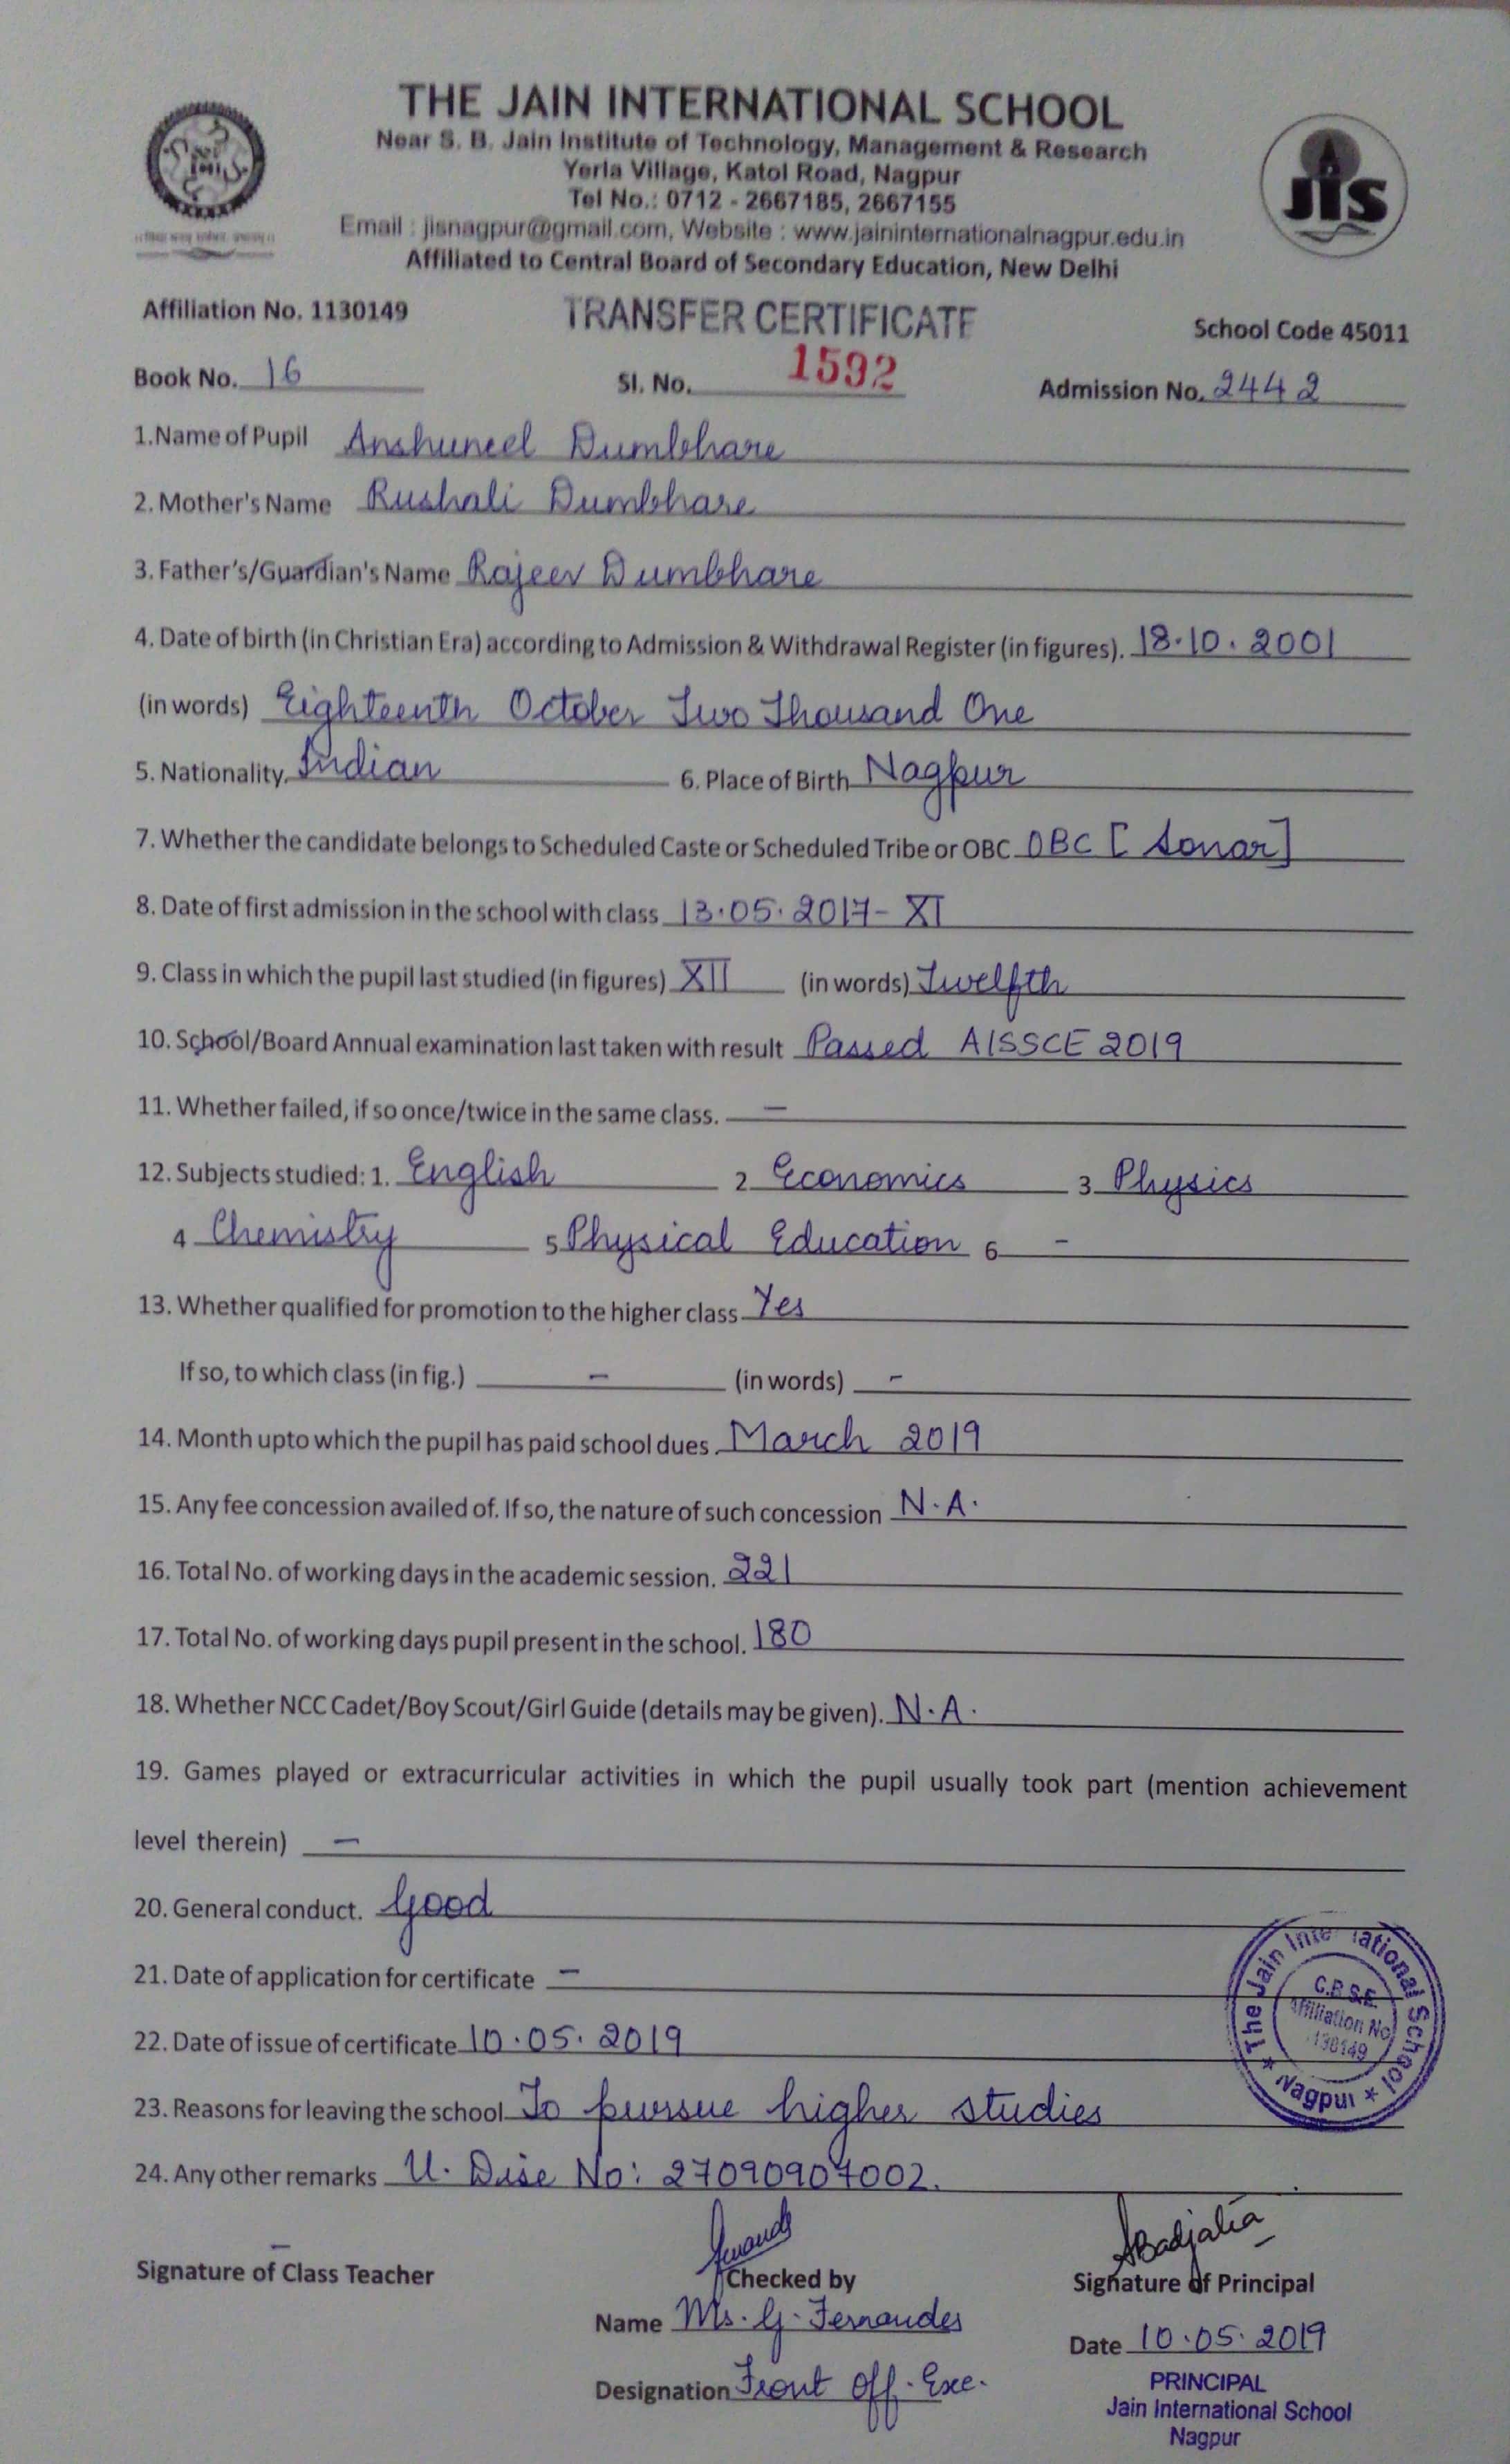 THE JAIN INTERNATIONAL SCHOOL
Near S. B. Jain Institute of Technology, Management & Research
Yerla Village, Katol Road, Nagpur
Tel No.: 0712 - 2667185, 2667155
Email : jisnagpur@gmail.com, Website : www.jaininternationalnagpur.edu.in
Affiliated to Central Board of Secondary Education, New Delhi
JIS
Affiliation No. 1130149 TRANSFER CERTIFICATE School Code 45011
Book No. 16 Sl. No. 1592 Admission No. 2442
1.Name of Pupil Anshuneel Dumbhare
2. Mother's Name Rushali Dumbhare
3. Father's/Guardian's Name Rajeev Dumbhare
4. Date of birth (in Christian Era) according to Admission & Withdrawal Register (in figures). 18.10.2001
(in words) Eighteenth October Two Thousand One
5. Nationality. Indian 6. Place of Birth Nagpur
7. Whether the candidate belongs to Scheduled Caste or Scheduled Tribe or OBC OBC [Sonar]
8. Date of first admission in the school with class 13.05.2017- XI
9. Class in which the pupil last studied (in figures) XII (in words) Twelfth
10. School/Board Annual examination last taken with result Passed AISSCE 2019
11. Whether failed, if so once/twice in the same class. -
12. Subjects studied: 1. English 2 Economics 3 Physics
4 Chemistry 5 Physical Education 6 -
13. Whether qualified for promotion to the higher class Yes
If so, to which class (in fig.) - (in words) -
14. Month upto which the pupil has paid school dues. March 2019
15. Any fee concession availed of. If so, the nature of such concession N.A.
16. Total No. of working days in the academic session. 221
17. Total No. of working days pupil present in the school. 180
18. Whether NCC Cadet/Boy Scout/Girl Guide (details may be given). N.A.
19. Games played or extracurricular activities in which the pupil usually took part (mention achievement
level therein) -
20. General conduct. Good
21. Date of application for certificate -
22. Date of issue of certificate 10.05.2019
23. Reasons for leaving the school To pursue higher studies
24. Any other remarks U. Dise No: 27090907002.
The Jain International School
Nagpur
C.B.S.E.
Affiliation No
1130149
-
Signature of Class Teacher Checked by Signature of Principal
Name Ms. G. Fernandes
Date 10.05.2019
Designation Front Off. Exe.
PRINCIPAL
Jain International School
Nagpur